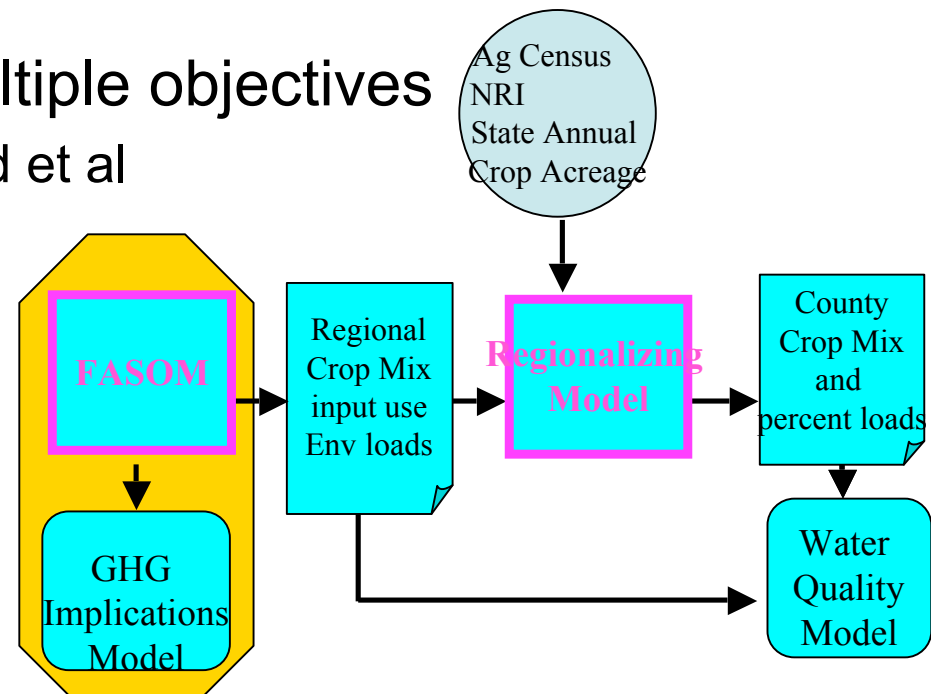 ltiple objectives
d et al
Ag Census
NRI
State Annual
Crop Acreage
FASOM
GHG
Implications
Model
Regional
Crop Mix
input use
Env loads
Regionalizing
Model
County
Crop Mix
and
percent loads
Water
Quality
Model